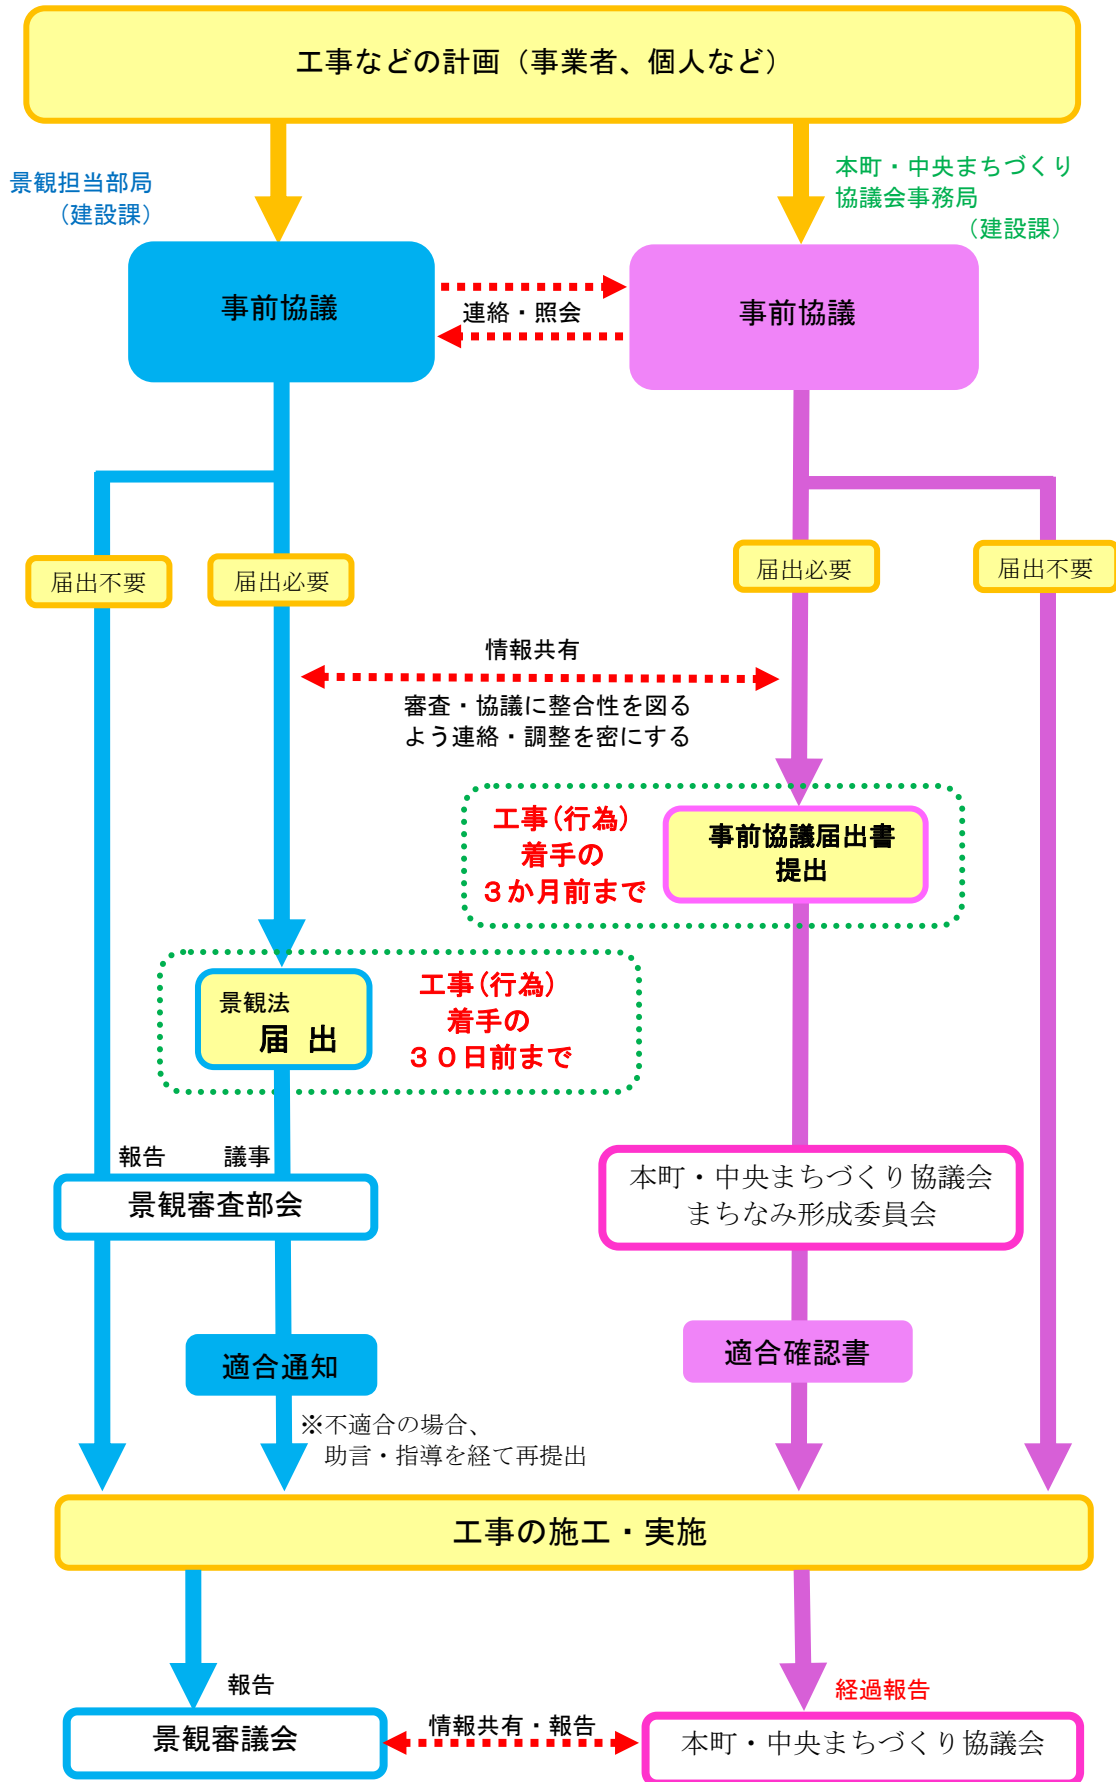 工事などの計画（事業者、個人など）
景観担当部局
（建設課）
本町・中央まちづくり
協議会事務局
（建設課）
事前協議
連絡・照会
事前協議
届出不要
届出必要
届出必要
届出不要
情報共有
審査・協議に整合性を図る
よう連絡・調整を密にする
工事（行為）
着手の
３か月前まで
事前協議届出書
提出
景観法
届 出
工事（行為）
着手の
３０日前まで
報告
議事
景観審査部会
本町・中央まちづくり協議会
まちなみ形成委員会
適合通知
適合確認書
※不適合の場合、
助言・指導を経て再提出
工事の施工・実施
報告
経過報告
景観審議会
情報共有・報告
本町・中央まちづくり協議会